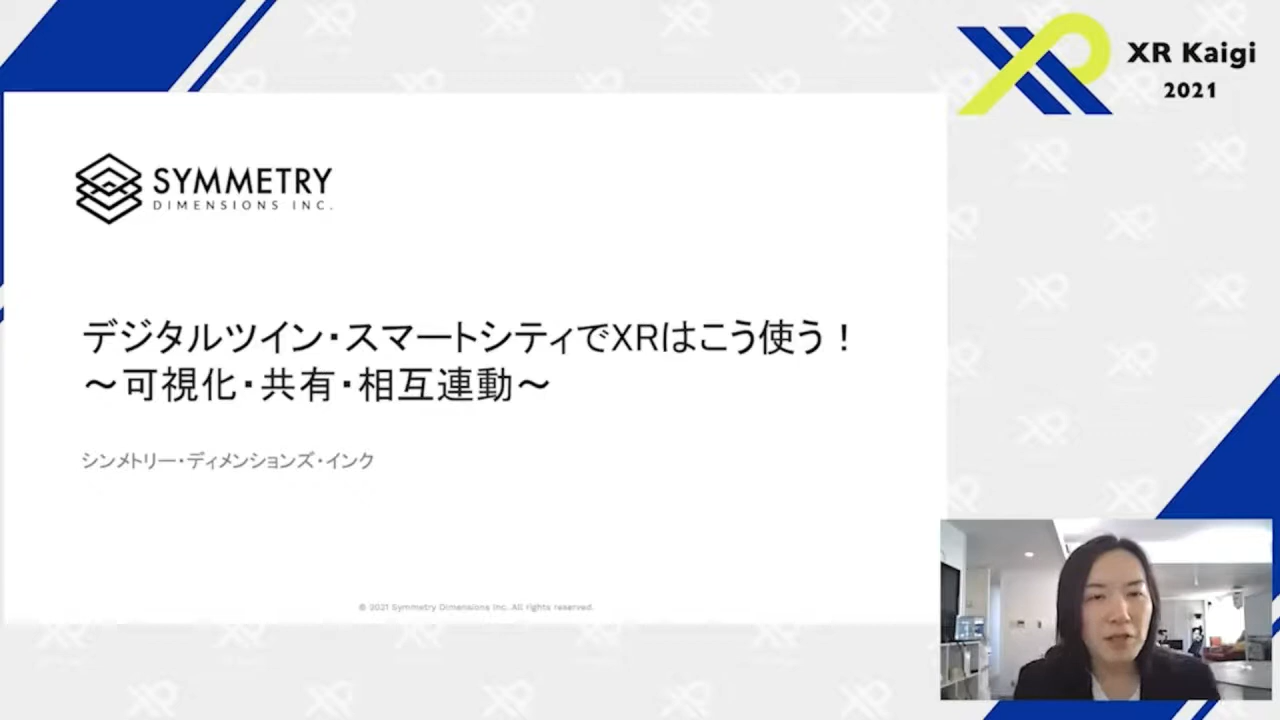 XR Kaigi
2021
SYMMETRY
DIMENSIONS INC.
デジタルツイン・スマートシティでXRはこう使う！
～可視化・共有・相互連動～
シンメトリー・ディメンションズ・インク
© 2021 Symmetry Dimensions Inc. All rights reserved.